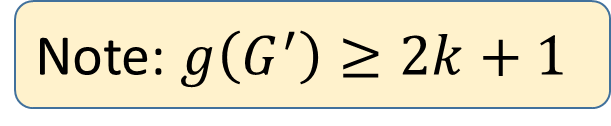 Note: g(G′) ≥ 2k + 1